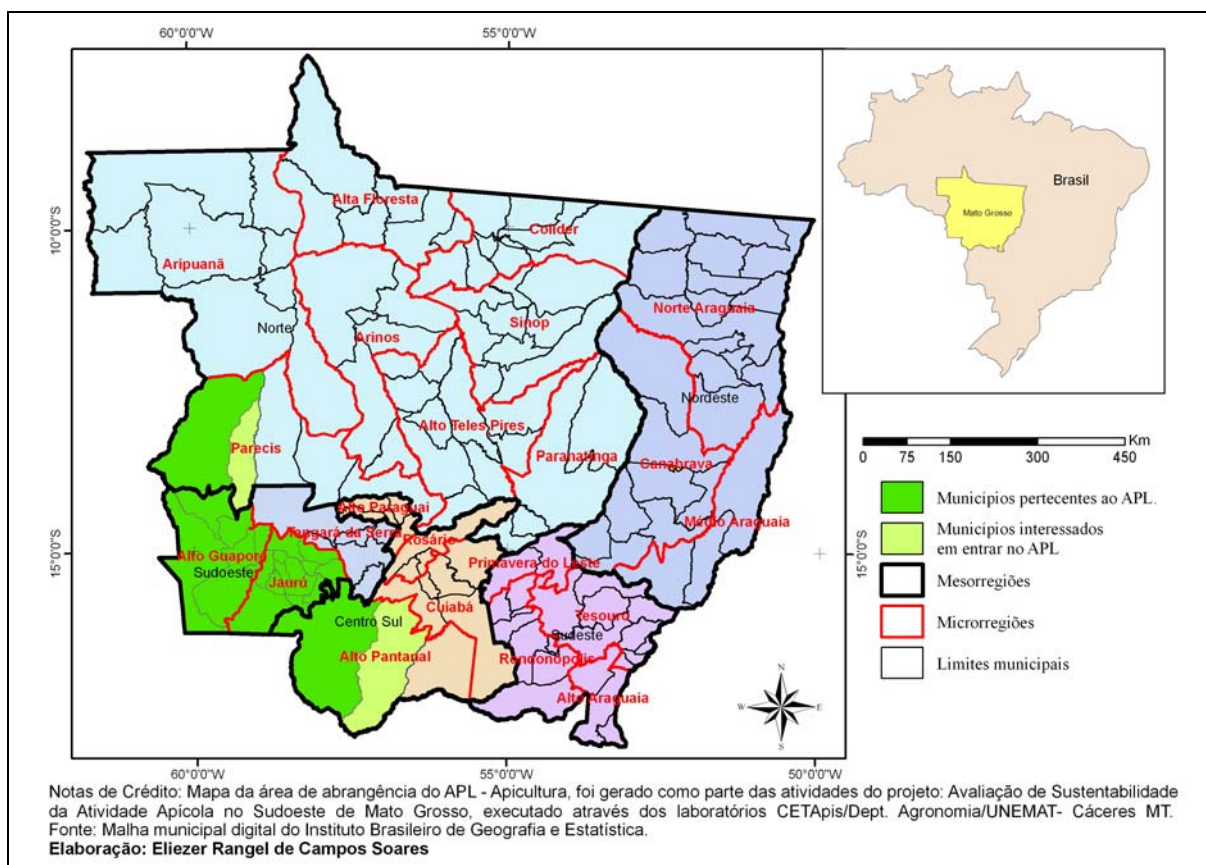 60°0'0"W
55°0'0"W
Brasil
Mato Grosso
10°0'0"S
Alta Floresta
Colíder
Aripuanã
Norte Araguaia
Norte
Arinos
Sinop
Nordeste
Parecis
Alto Teles Pires
Paranatinga
Canabrava
Km
0 75 150 300 450
Municípios pertecentes ao APL.
Municípios interessados
em entrar no APL
Mesorregiões
Microrregiões
Limites municipais
Alto Paraguai
Médio Araguaia
Tangará da Serra
Rosário
15°0'0"S
15°0'0"S
Alto Guaporé
Sudoeste
Primavera do Leste
Jaurú
Cuiabá
Tesouro
Centro Sul
Sudeste
Alto Pantanal
Rondonópolis
Alto Araguaia
N
W
E
S
60°0'0"W
55°0'0"W
50°0'0"W
Notas de Crédito: Mapa da área de abrangência do APL - Apicultura, foi gerado como parte das atividades do projeto: Avaliação de Sustentabilidade
da Atividade Apícola no Sudoeste de Mato Grosso, executado através dos laboratórios CETApis/Dept. Agronomia/UNEMAT- Cáceres MT.
Fonte: Malha municipal digital do Instituto Brasileiro de Geografia e Estatística.
Elaboração: Eliezer Rangel de Campos Soares